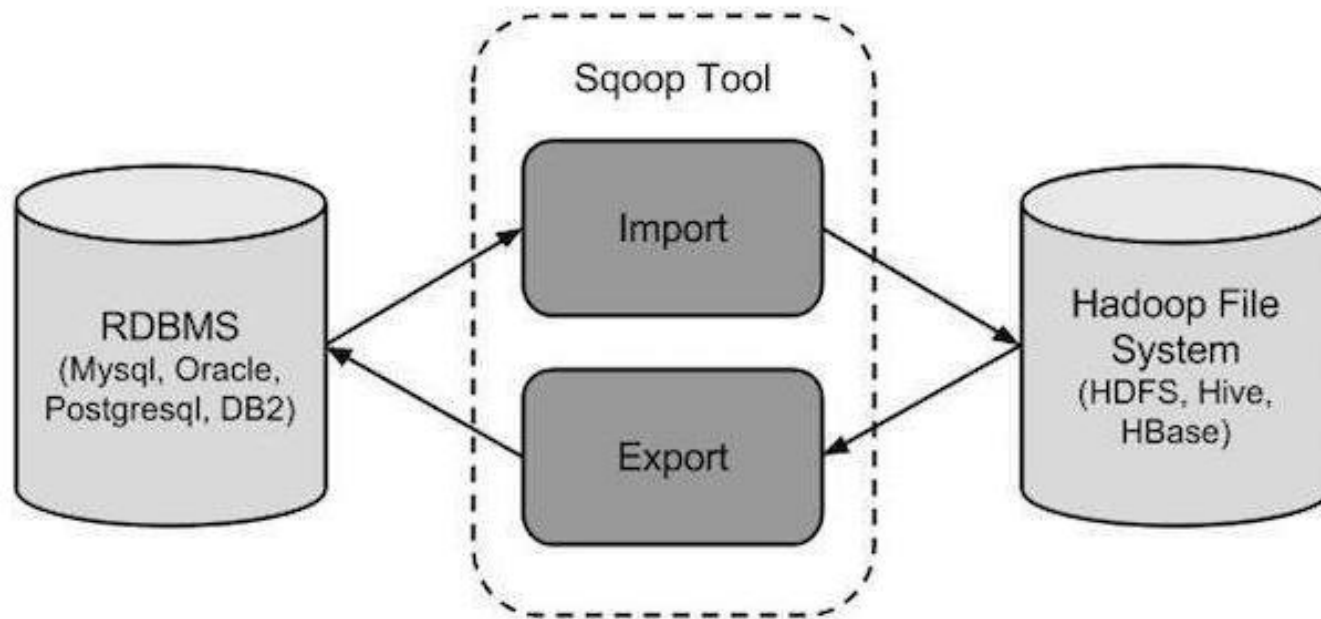 Sqoop Tool
Import
RDBMS
(Mysql, Oracle,
Postgresql, DB2)
Hadoop File
System
(HDFS, Hive,
HBase)
Export